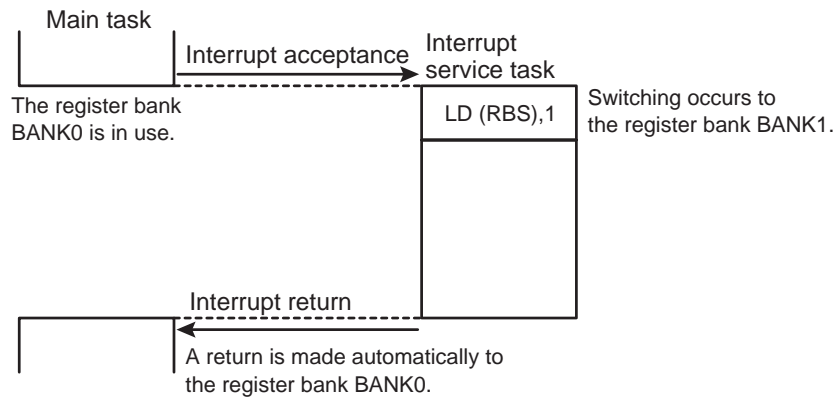 Main task
Interrupt acceptance
Interrupt
service task
The register bank
BANK0 is in use.
LD (RBS),1
Switching occurs to
the register bank BANK1.
Interrupt return
A return is made automatically to
the register bank BANK0.